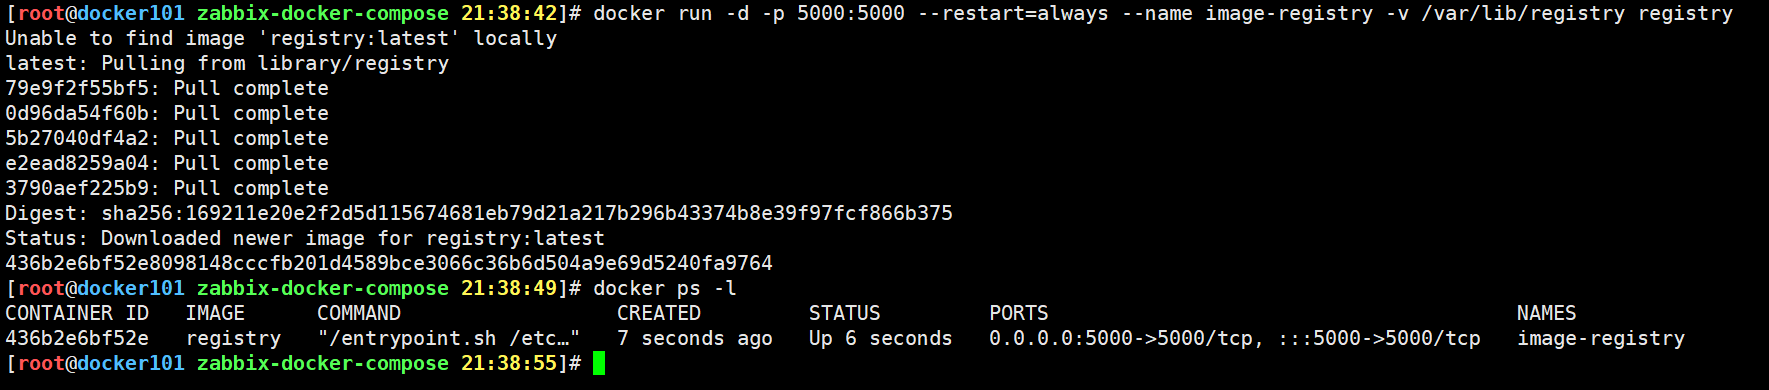 [root@docker101 zabbix-docker-compose 21:38:42]# docker run -d -p 5000:5000 --restart=always --name image-registry -v /var/lib/registry registry
Unable to find image 'registry:latest' locally
latest: Pulling from library/registry
79e9f2f55bf5: Pull complete
0d96da54f60b: Pull complete
5b27040df4a2: Pull complete
e2ead8259a04: Pull complete
3790aef225b9: Pull complete
Digest: sha256:169211e20e2f2d5d115674681eb79d21a217b296b43374b8e39f97fcf866b375
Status: Downloaded newer image for registry:latest
436b2e6bf52e8098148cccfb201d4589bce3066c36b6d504a9e69d5240fa9764
[root@docker101 zabbix-docker-compose 21:38:49]# docker ps -l
CONTAINER ID   IMAGE      COMMAND                  CREATED         STATUS         PORTS                                       NAMES
436b2e6bf52e   registry   "/entrypoint.sh /etc…"   7 seconds ago   Up 6 seconds   0.0.0.0:5000->5000/tcp, :::5000->5000/tcp   image-registry
[root@docker101 zabbix-docker-compose 21:38:55]#